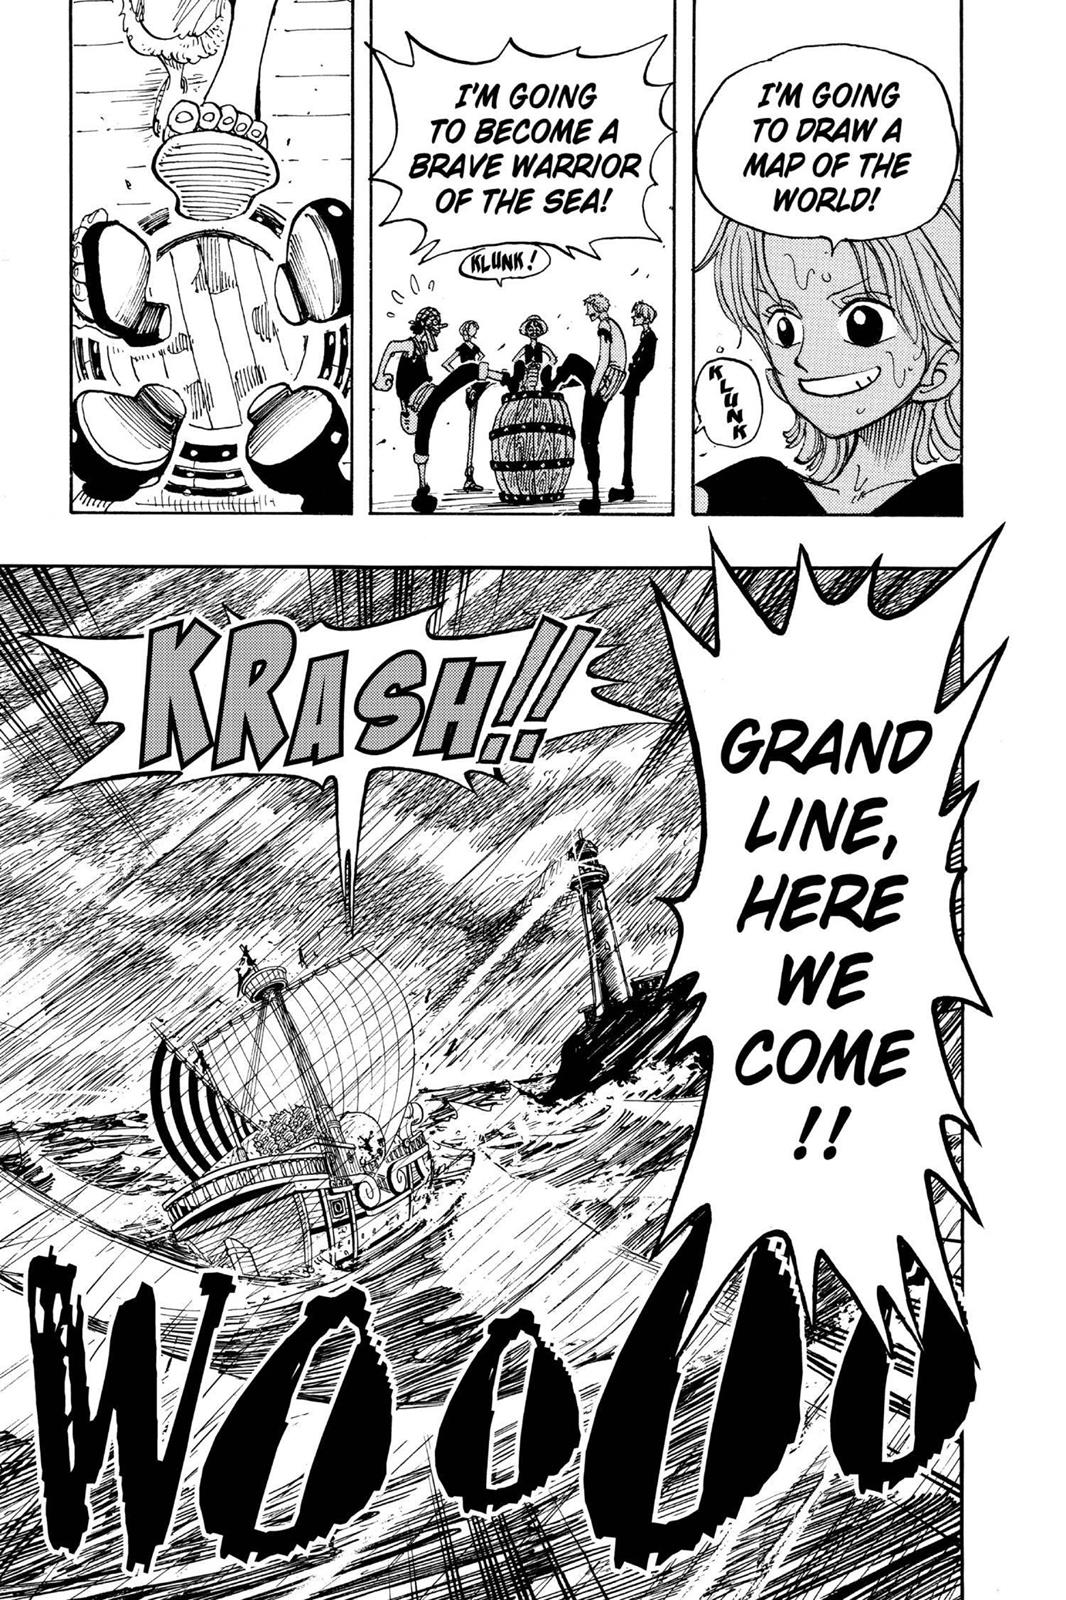 I'M GOING
TO DRAW A
MAP OF THE
WORLD!
KLUNK
I'M GOING
TO BECOME A
BRAVE WARRIOR
OF THE SEA!
KLUNK!
KRASH!!
GRAND
LINE,
HERE
WE
COME
!!
WOOOO